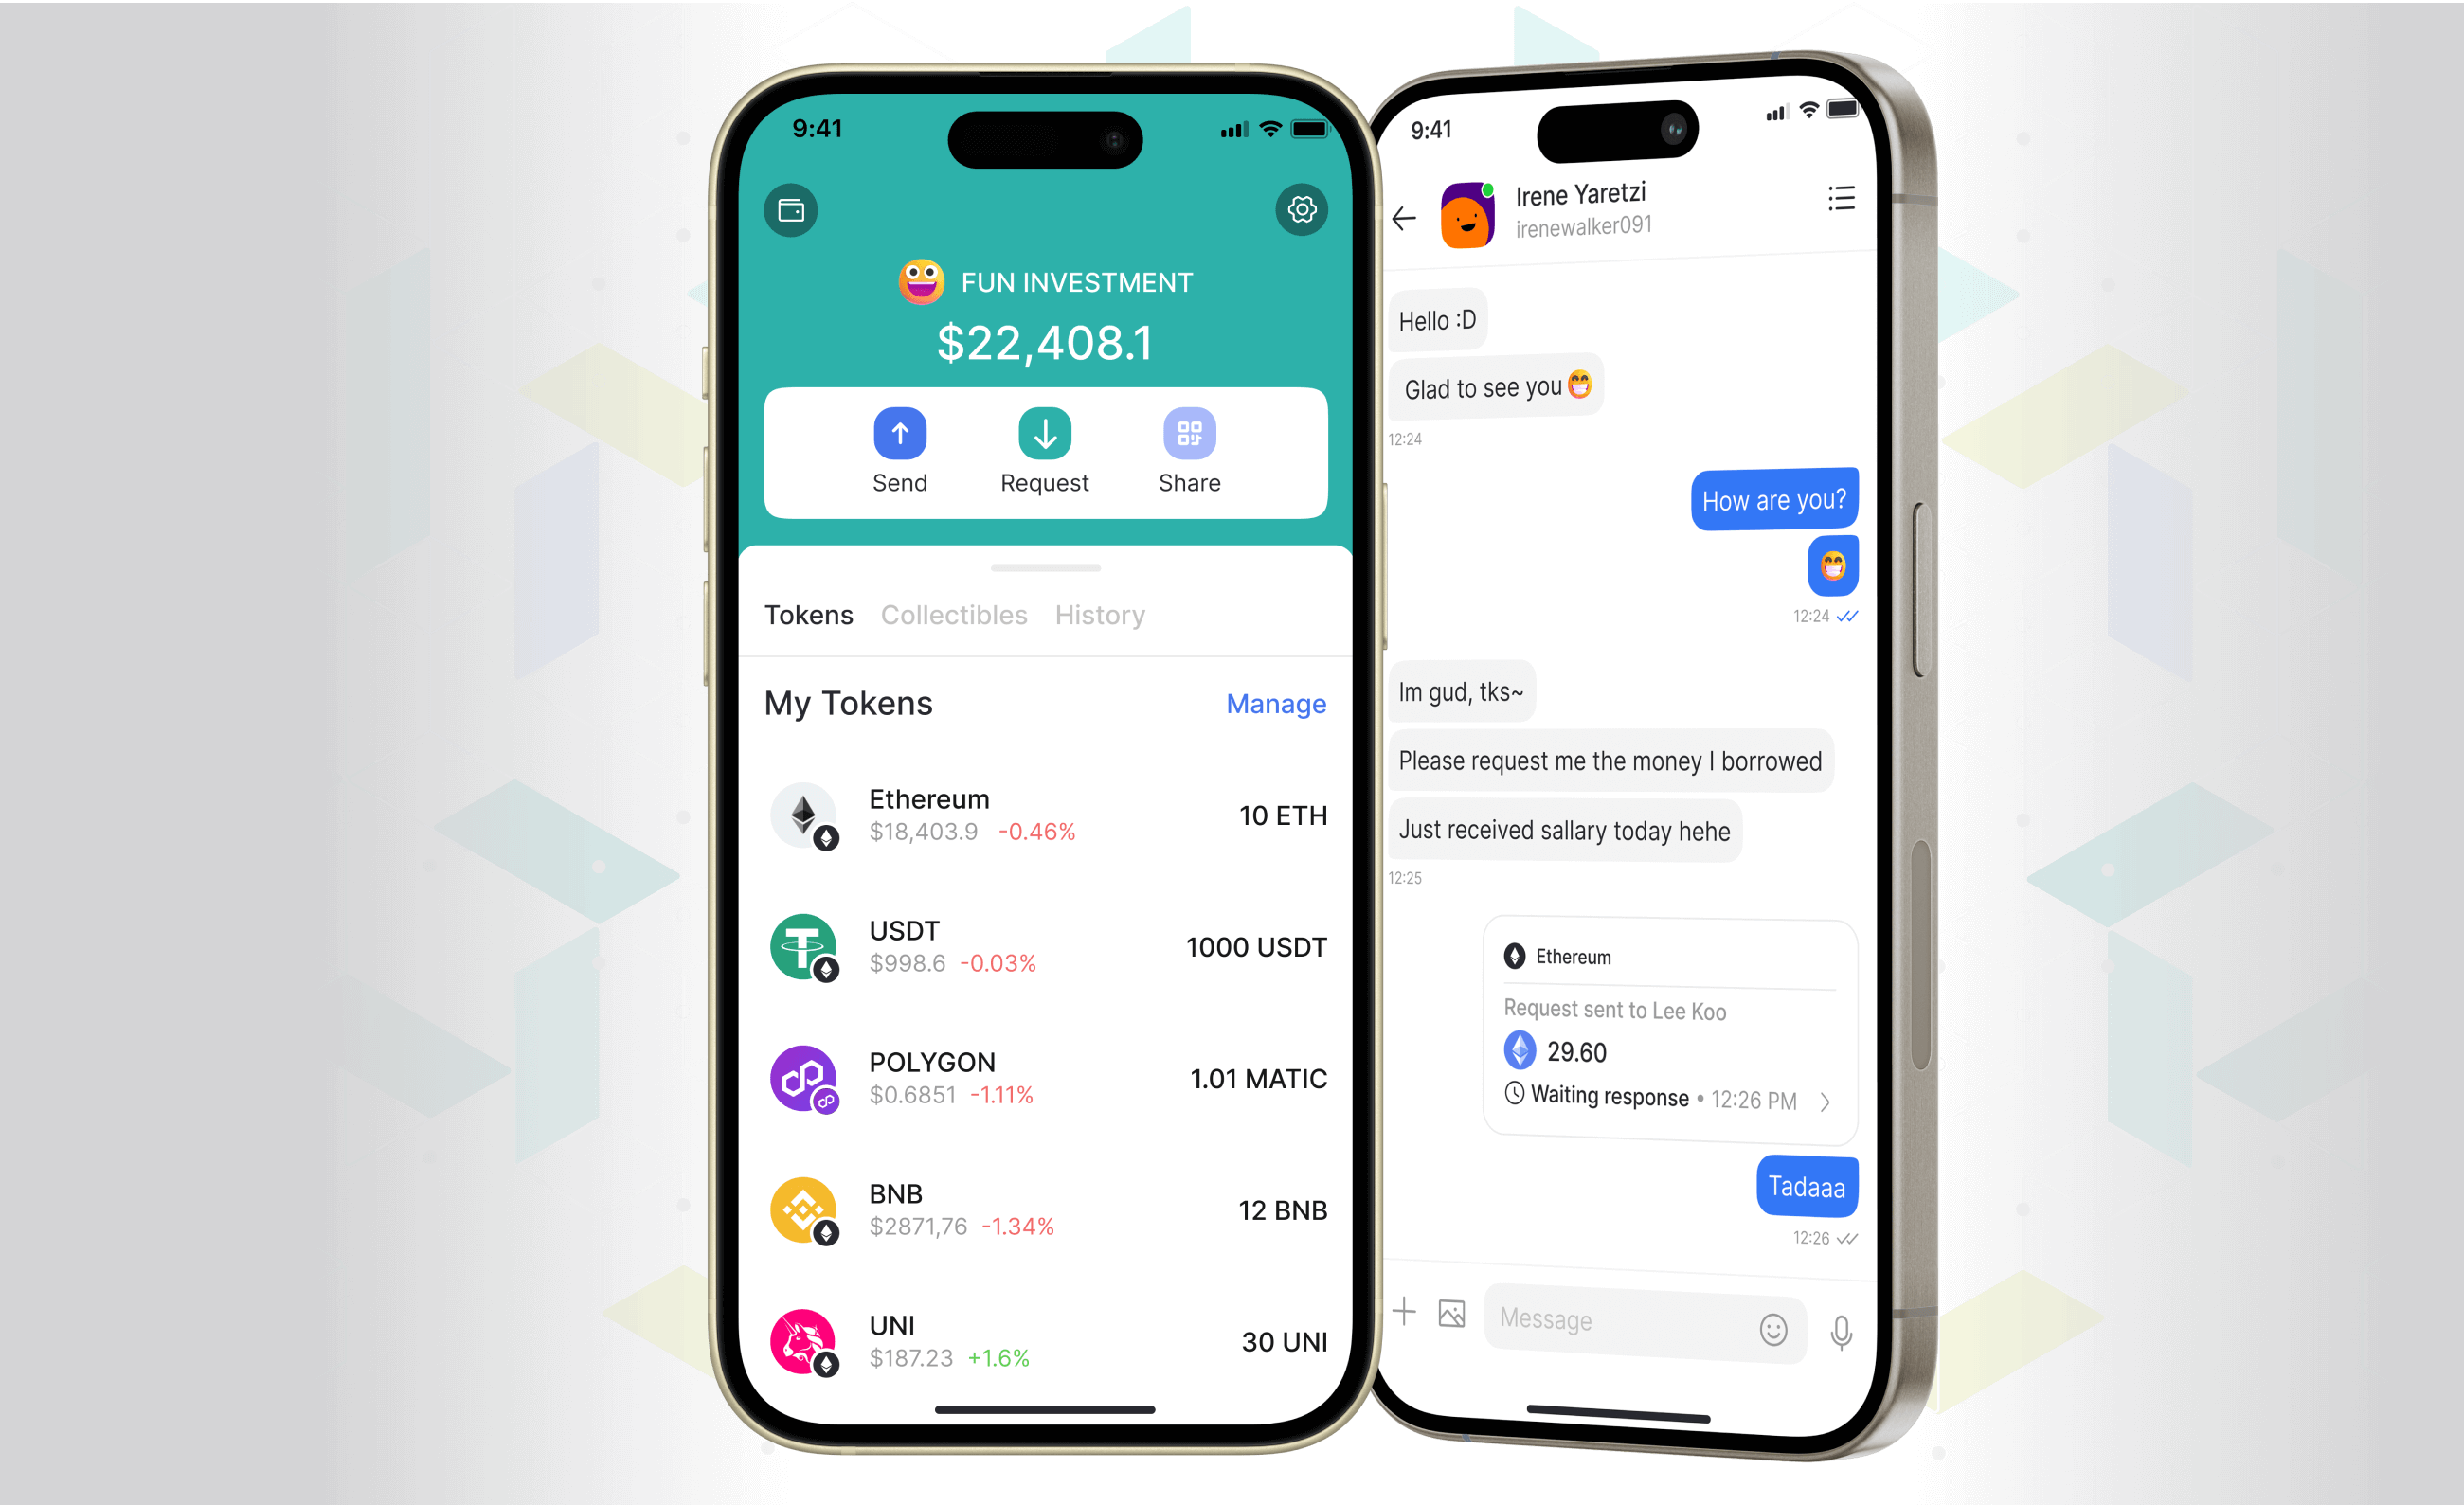 9:41
FUN INVESTMENT
$22,408.1
Send Request Share
Tokens Collectibles History
My Tokens Manage
Ethereum
$18,403.9 -0.46%
10 ETH
USDT
$998.6 -0.03%
1000 USDT
POLYGON
$0.6851 -1.11%
1.01 MATIC
BNB
$2871,76 -1.34%
12 BNB
UNI
$187.23 +1.6%
30 UNI
9:41
Irene Yaretzi
irenewalker091
Hello :D
Glad to see you
12:24
How are you?
12:24
Im gud, tks~
Please request me the money I borrowed
Just received sallary today hehe
12:25
Ethereum
Request sent to Lee Koo
29.60
Waiting response • 12:26 PM
Tadaaa
12:26
Message